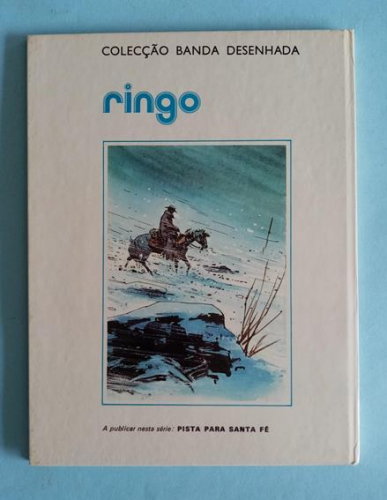 COLECÇÃO BANDA DESENHADA
ringo
A publicar nesta série: PISTA PARA SANTA FÉ